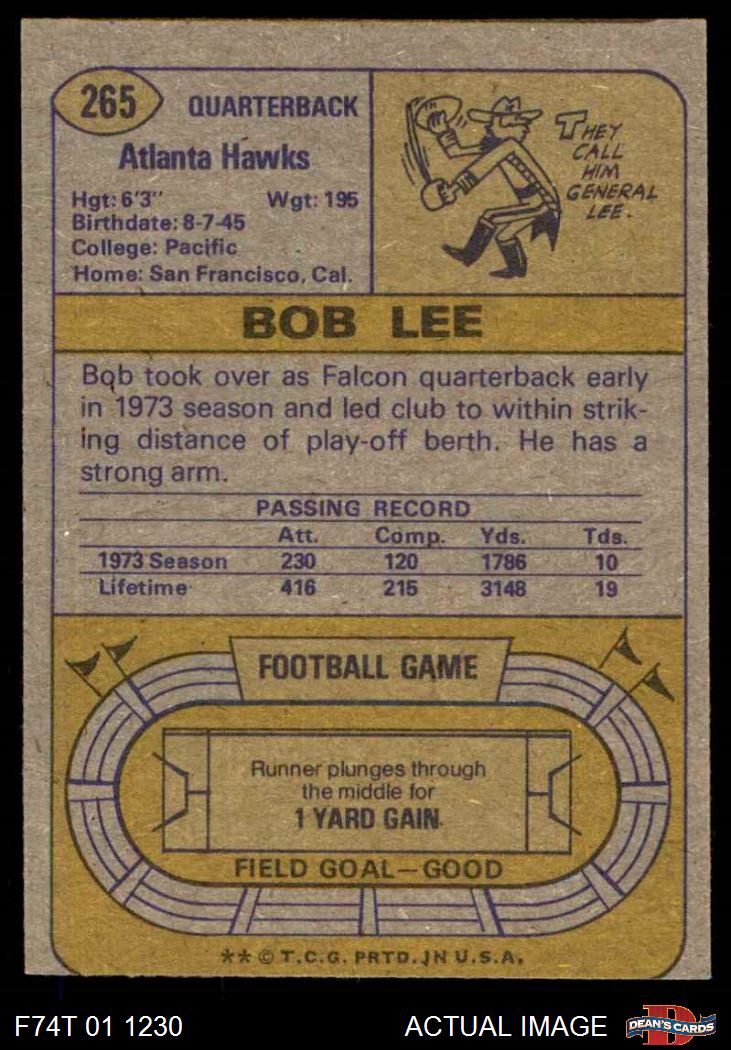 265
QUARTERBACK
Atlanta Hawks
Hgt: 6'3" Wgt: 195
Birthdate: 8-7-45
College: Pacific
Home: San Francisco, Cal.
THEY
CALL
HIM
GENERAL
LEE.
BOB LEE
Bob took over as Falcon quarterback early
in 1973 season and led club to within strik-
ing distance of play-off berth. He has a
strong arm.
PASSING RECORD
Att. Comp. Yds. Tds.
1973 Season 230 120 1786 10
Lifetime 416 215 3148 19
FOOTBALL GAME
Runner plunges through
the middle for
1 YARD GAIN.
FIELD GOAL—GOOD
** © T.C.G. PRTD. IN U.S.A.
F74T 01 1230 ACTUAL IMAGE
D
DEAN'S CARDS